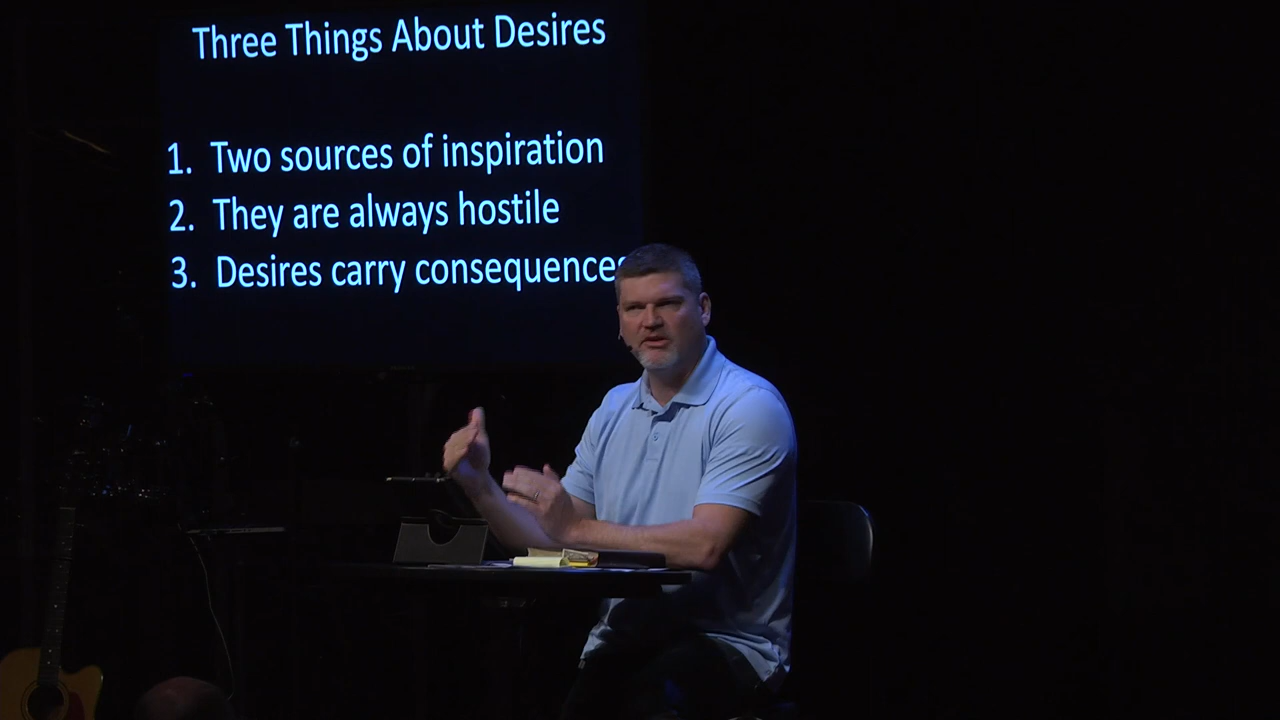 Three Things About Desires
1. Two sources of inspiration
2. They are always hostile
3. Desires carry consequences